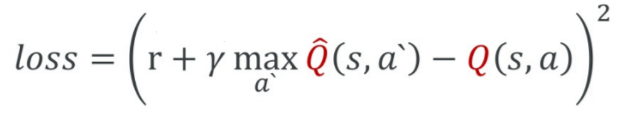 loss = (r + γ max_a` Q̂(s, a`) − Q(s, a))²